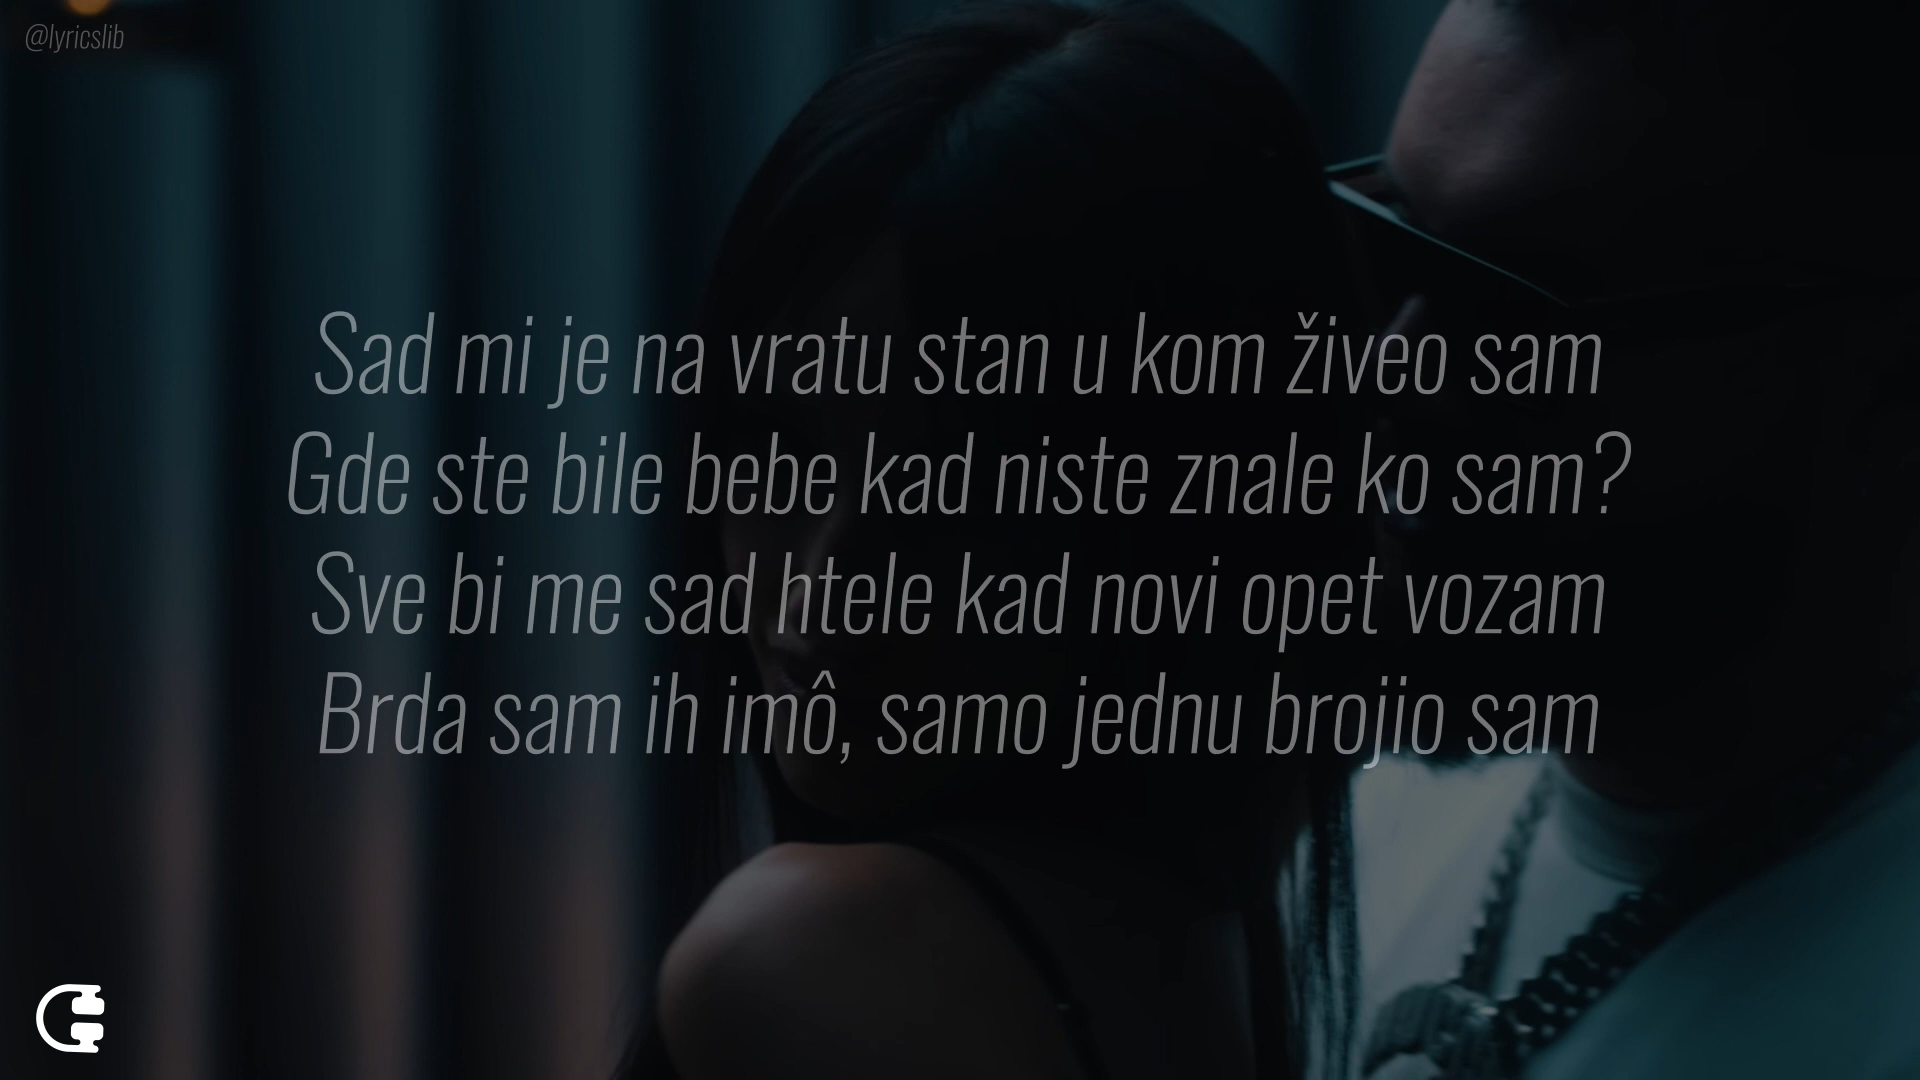 @lyricslib
Sad mi je na vratu stan u kom živeo sam
Gde ste bile bebe kad niste znale ko sam?
Sve bi me sad htele kad novi opet vozam
Brda sam ih imô, samo jednu brojio sam